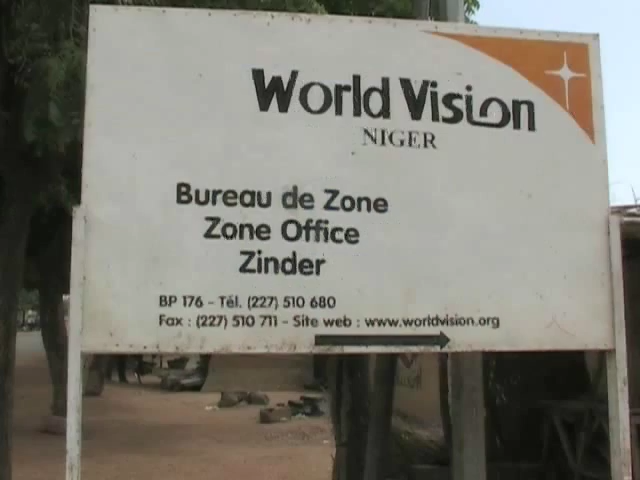 World Vision
NIGER
Bureau de Zone
Zone Office
Zinder
BP 176 - Tél. (227) 510 680
Fax : (227) 510 711 - Site web : www.worldvision.org